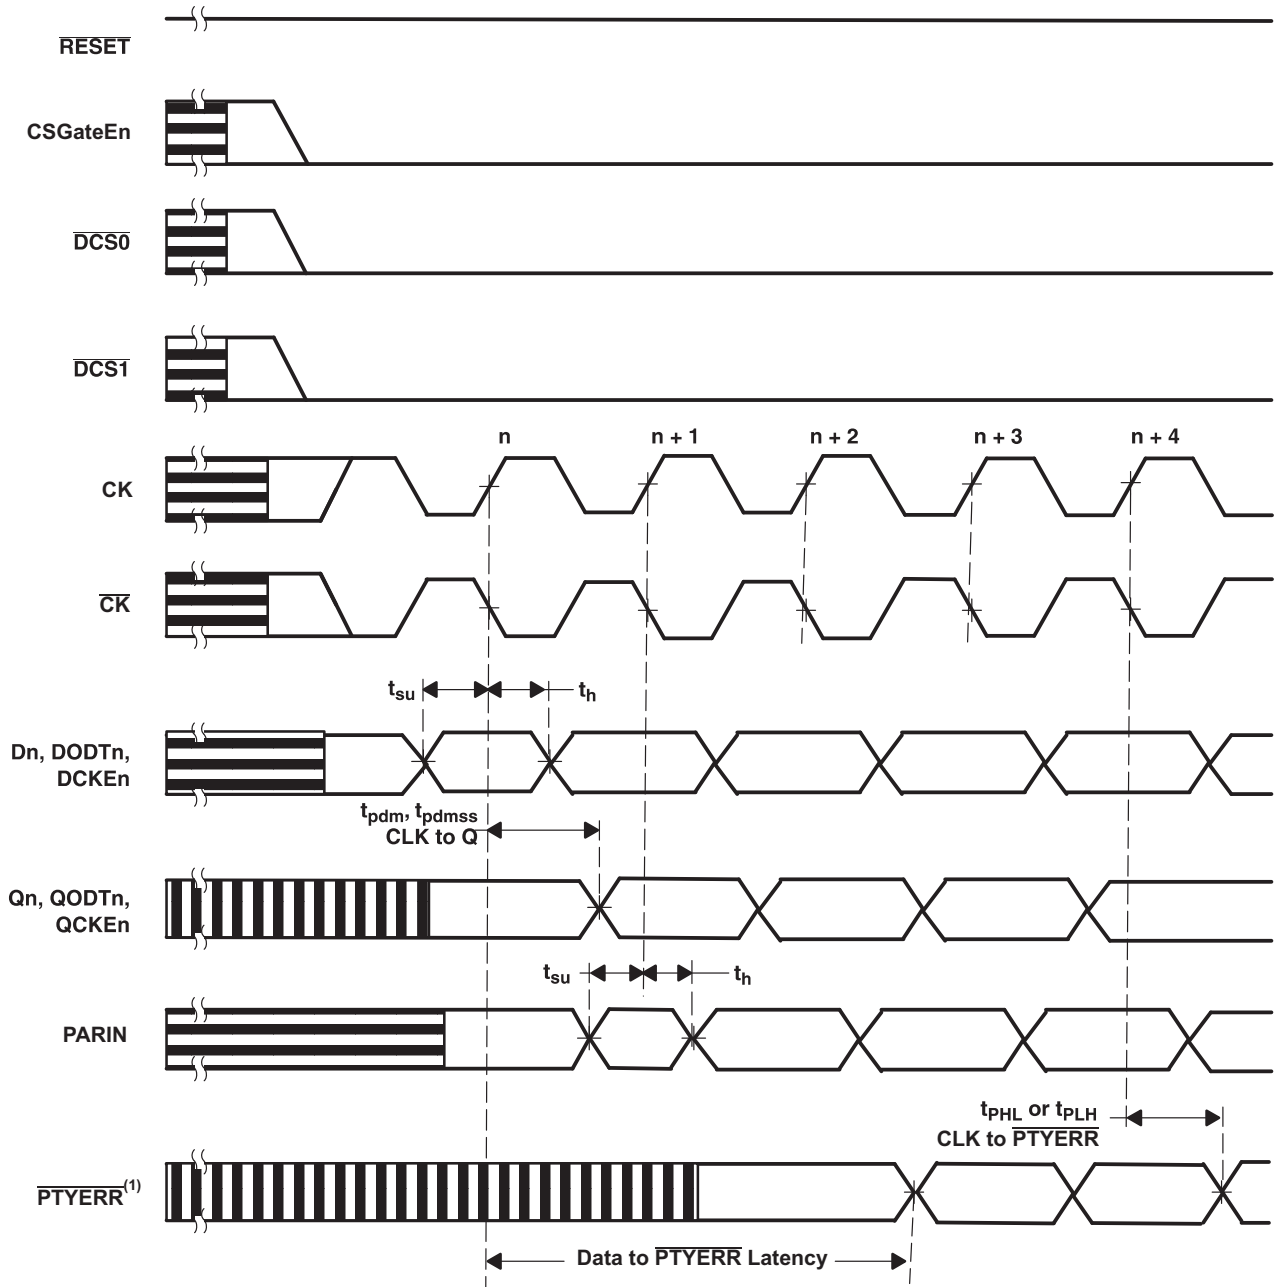 RESET
CSGateEn
DCS0
DCS1
n n + 1 n + 2 n + 3 n + 4
CK
CK
tsu th
Dn, DODTn,
DCKEn
tpdm, tpdmss
CLK to Q
Qn, QODTn,
QCKEn
tsu th
PARIN
tPHL or tPLH
CLK to PTYERR
PTYERR(1)
Data to PTYERR Latency